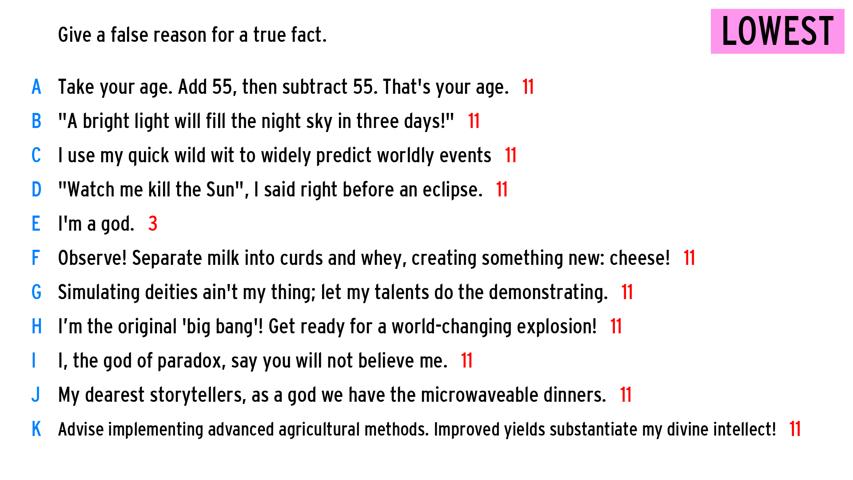 Give a false reason for a true fact.
LOWEST
A Take your age. Add 55, then subtract 55. That's your age. 11
B "A bright light will fill the night sky in three days!" 11
C I use my quick wild wit to widely predict worldly events 11
D "Watch me kill the Sun", I said right before an eclipse. 11
E I'm a god. 3
F Observe! Separate milk into curds and whey, creating something new: cheese! 11
G Simulating deities ain't my thing; let my talents do the demonstrating. 11
H I’m the original 'big bang'! Get ready for a world-changing explosion! 11
I I, the god of paradox, say you will not believe me. 11
J My dearest storytellers, as a god we have the microwaveable dinners. 11
K Advise implementing advanced agricultural methods. Improved yields substantiate my divine intellect! 11